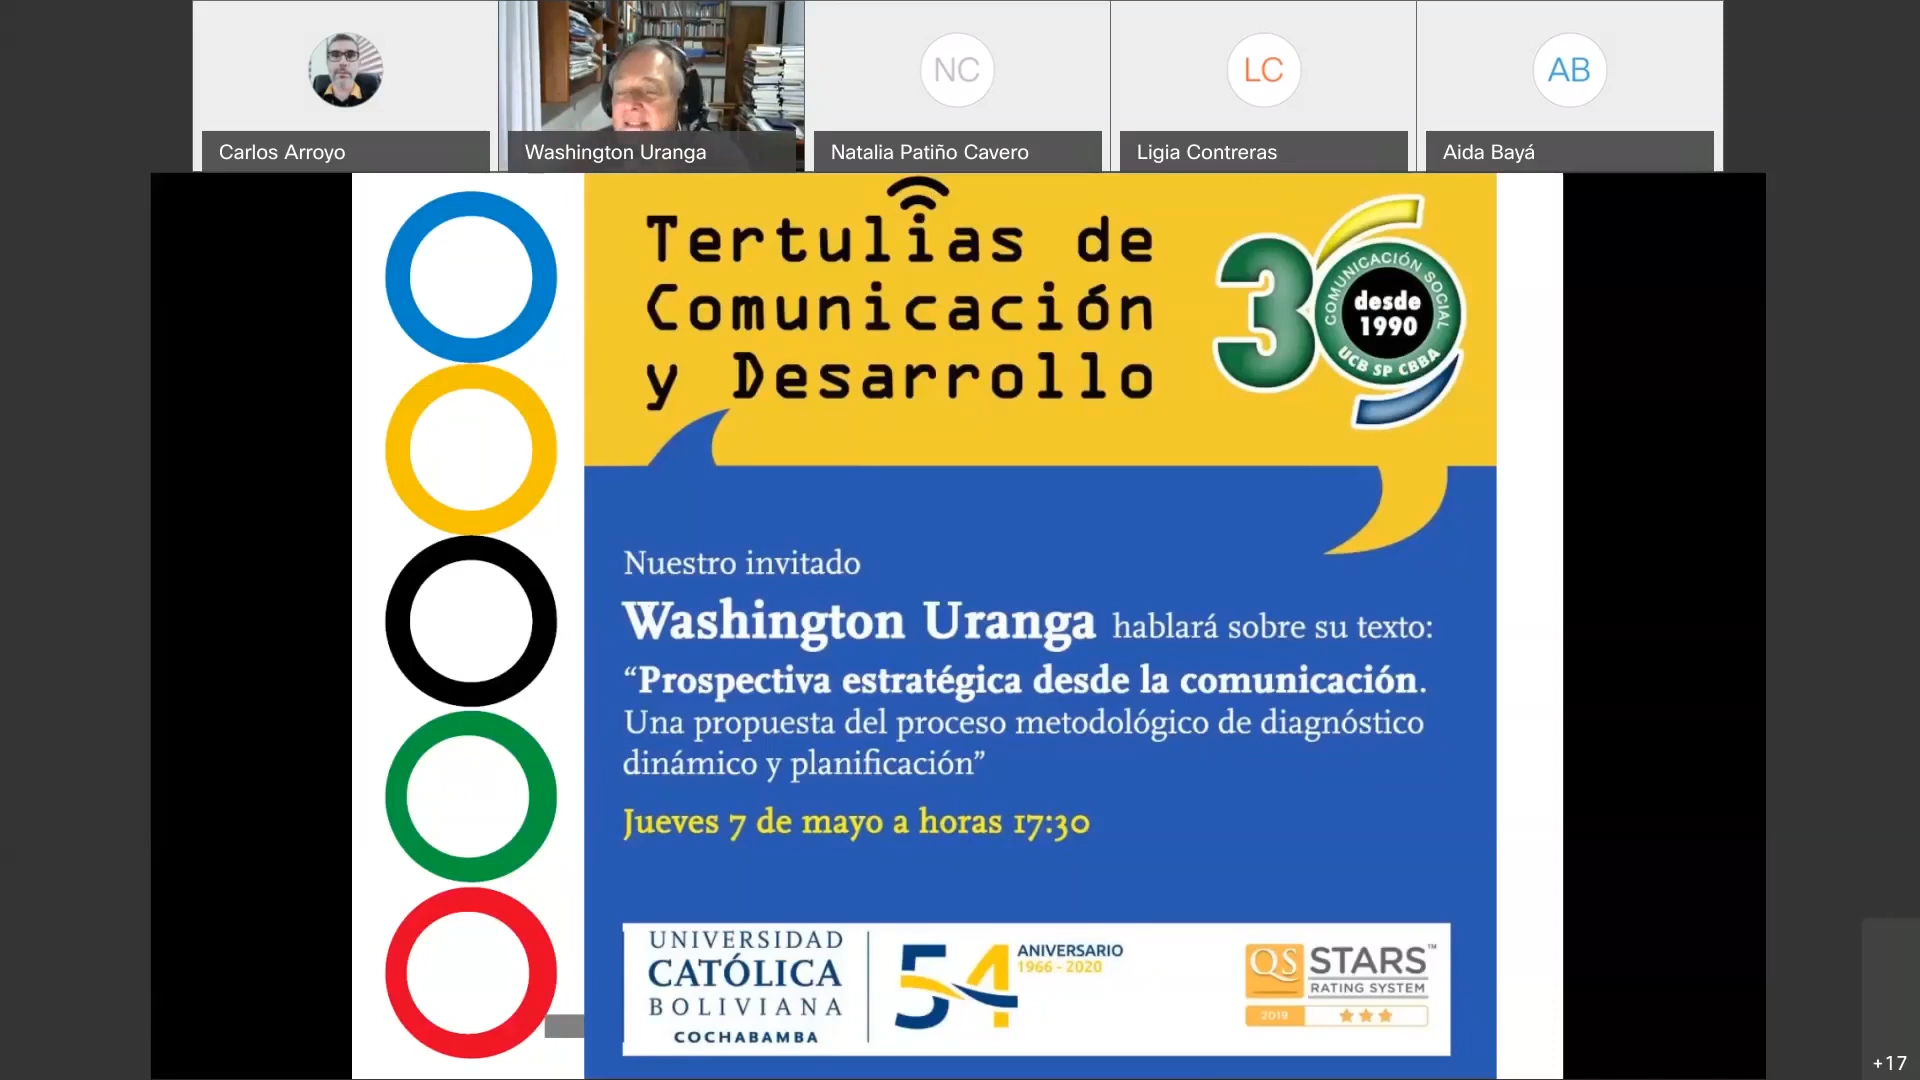 Carlos Arroyo
Washington Uranga
NC
Natalia Patiño Cavero
LC
Ligia Contreras
AB
Aida Bayá
Tertulias de
Comunicación
y Desarrollo
30
COMUNICACIÓN SOCIAL
desde
1990
UCB SP CBBA
Nuestro invitado
Washington Uranga hablará sobre su texto:
“Prospectiva estratégica desde la comunicación.
Una propuesta del proceso metodológico de diagnóstico
dinámico y planificación”
Jueves 7 de mayo a horas 17:30
UNIVERSIDAD
CATÓLICA
BOLIVIANA
COCHABAMBA
54
ANIVERSARIO
1966 - 2020
QS STARS™
RATING SYSTEM
2019
+17